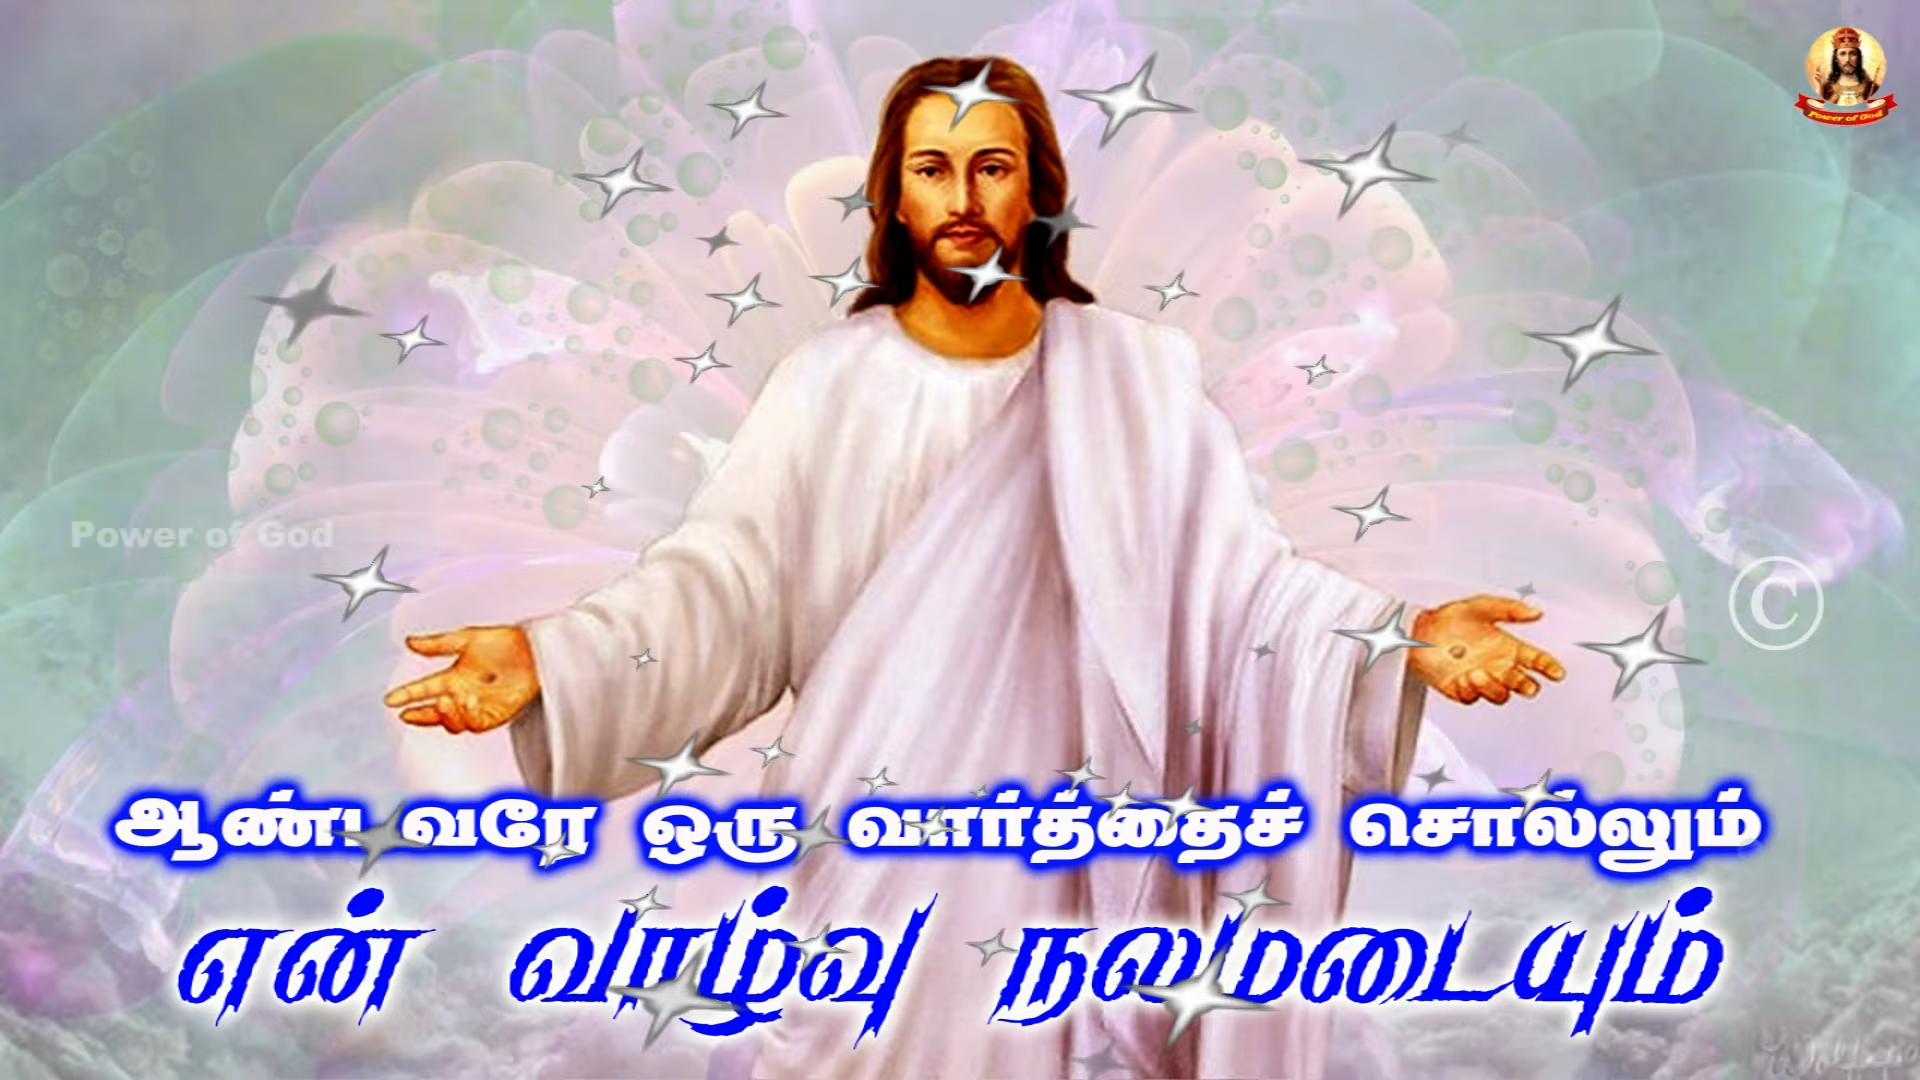 Power of God
Power of God
©
ஆண்டவரே ஒரு வார்த்தைச் சொல்லும்
என் வாழ்வு நலமடையும்